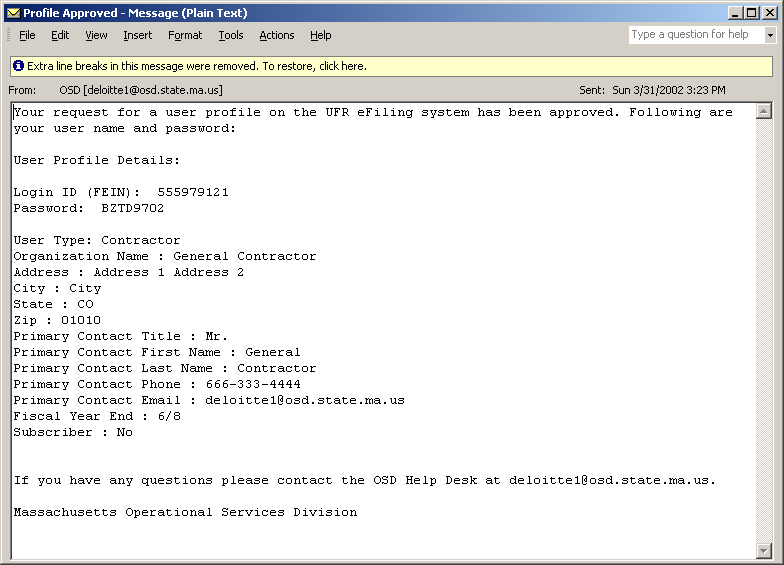 Profile Approved - Message (Plain Text)
File Edit View Insert Format Tools Actions Help Type a question for help
Extra line breaks in this message were removed. To restore, click here.
From: OSD [deloitte1@osd.state.ma.us] Sent: Sun 3/31/2002 3:23 PM
Your request for a user profile on the UFR eFiling system has been approved. Following are
your user name and password:
User Profile Details:
Login ID (FEIN): 555979121
Password: BZTD9702
User Type: Contractor
Organization Name : General Contractor
Address : Address 1 Address 2
City : City
State : CO
Zip : 01010
Primary Contact Title : Mr.
Primary Contact First Name : General
Primary Contact Last Name : Contractor
Primary Contact Phone : 666-333-4444
Primary Contact Email : deloitte1@osd.state.ma.us
Fiscal Year End : 6/8
Subscriber : No
If you have any questions please contact the OSD Help Desk at deloitte1@osd.state.ma.us.
Massachusetts Operational Services Division